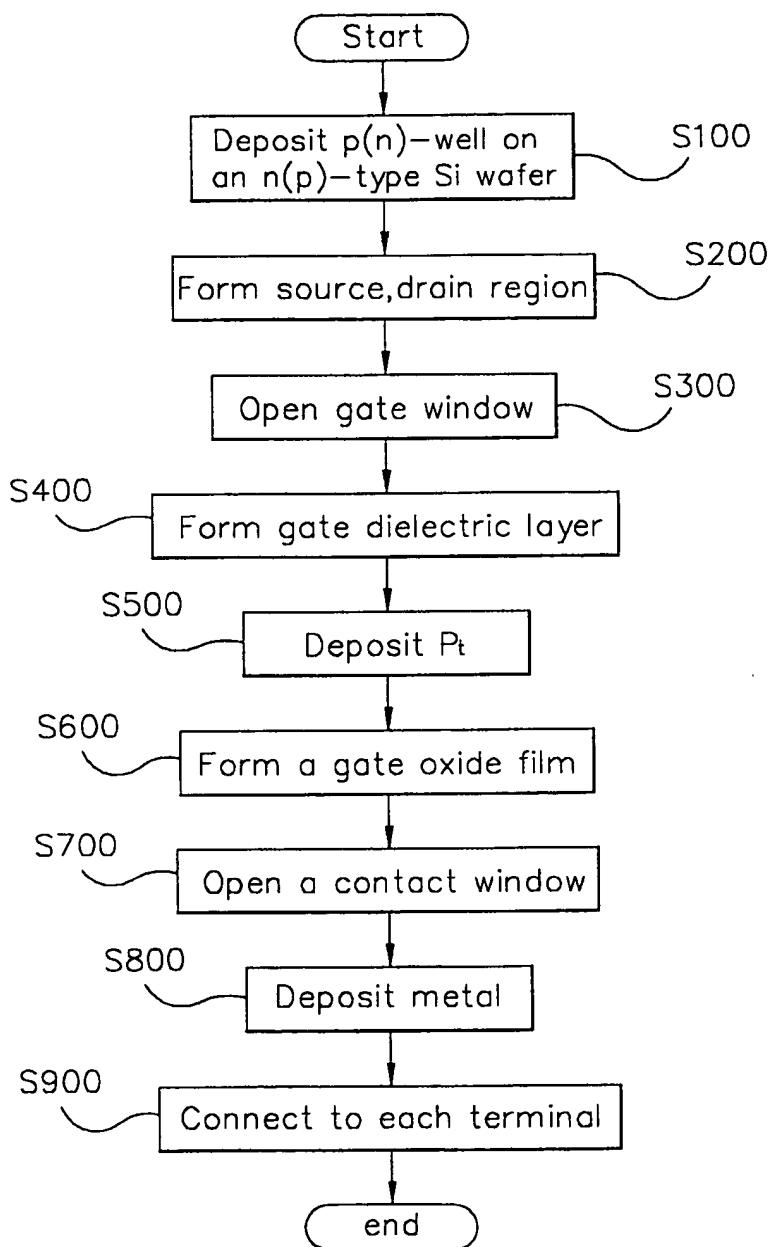 Start
Deposit p(n)-well on
an n(p)-type Si wafer
S100
Form source,drain region
S200
Open gate window
S300
S400
Form gate dielectric layer
S500
Deposit Pt
S600
Form a gate oxide film
S700
Open a contact window
S800
Deposit metal
S900
Connect to each terminal
end